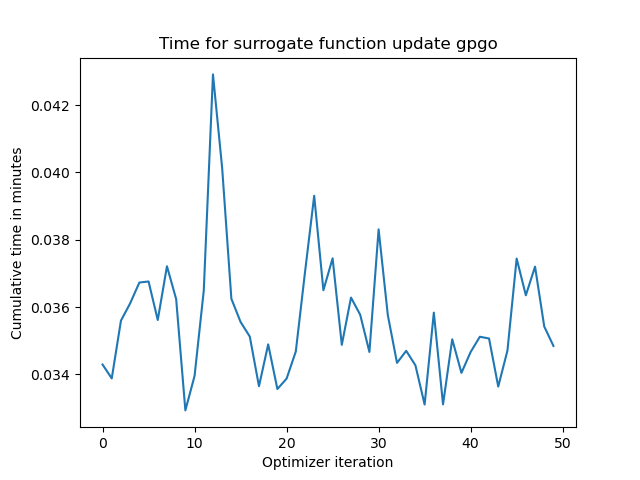 Time for surrogate function update gpgo
Cumulative time in minutes
0.042
0.040
0.038
0.036
0.034
0 10 20 30 40 50
Optimizer iteration